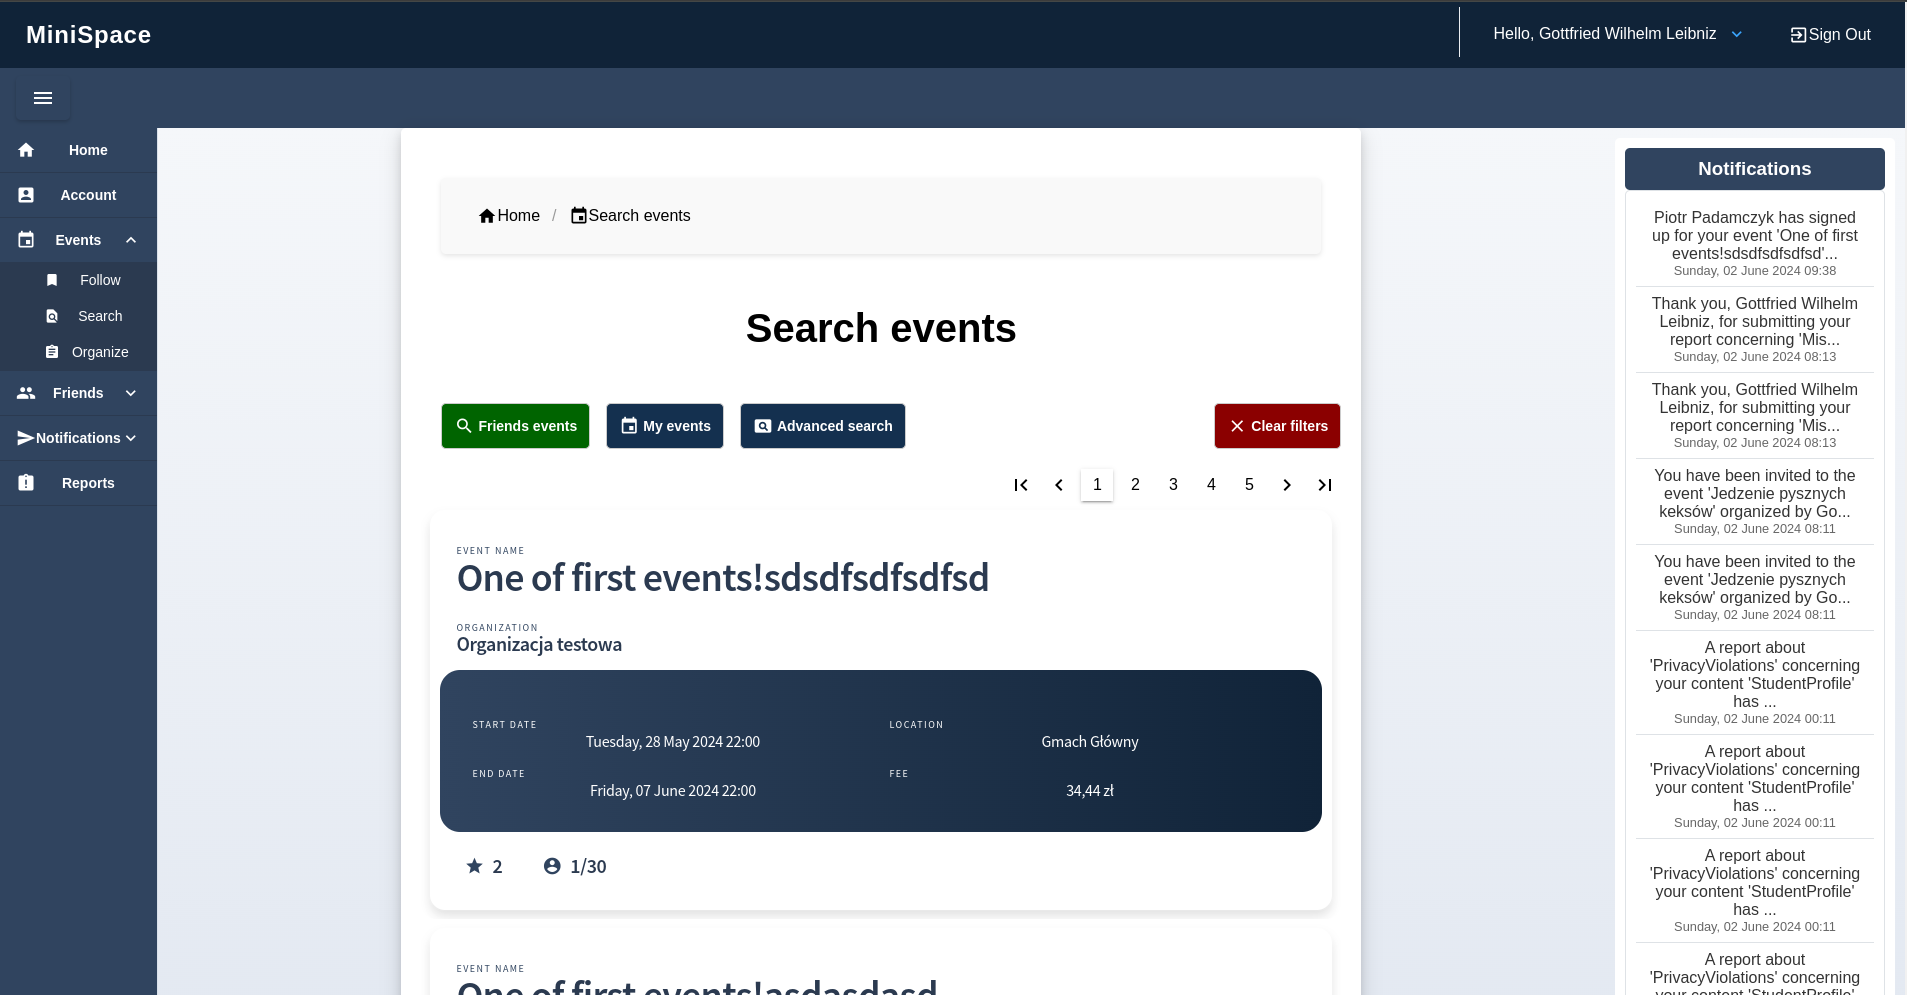 MiniSpace
Hello, Gottfried Wilhelm Leibniz
Sign Out
Home
Account
Events
Follow
Search
Organize
Friends
Notifications
Reports
Home / Search events
Search events
Friends events
My events
Advanced search
Clear filters
1 2 3 4 5
EVENT NAME
One of first events!sdsdfsdfsdfsd
ORGANIZATION
Organizacja testowa
START DATE
Tuesday, 28 May 2024 22:00
LOCATION
Gmach Główny
END DATE
Friday, 07 June 2024 22:00
FEE
34,44 zł
2
1/30
EVENT NAME
One of first events!asdasdasd
Notifications
Piotr Padamczyk has signed
up for your event 'One of first
events!sdsdfsdfsdfsd'...
Sunday, 02 June 2024 09:38
Thank you, Gottfried Wilhelm
Leibniz, for submitting your
report concerning 'Mis...
Sunday, 02 June 2024 08:13
Thank you, Gottfried Wilhelm
Leibniz, for submitting your
report concerning 'Mis...
Sunday, 02 June 2024 08:13
You have been invited to the
event 'Jedzenie pysznych
keksów' organized by Go...
Sunday, 02 June 2024 08:11
You have been invited to the
event 'Jedzenie pysznych
keksów' organized by Go...
Sunday, 02 June 2024 08:11
A report about
'PrivacyViolations' concerning
your content 'StudentProfile'
has ...
Sunday, 02 June 2024 00:11
A report about
'PrivacyViolations' concerning
your content 'StudentProfile'
has ...
Sunday, 02 June 2024 00:11
A report about
'PrivacyViolations' concerning
your content 'StudentProfile'
has ...
Sunday, 02 June 2024 00:11
A report about
'PrivacyViolations' concerning
your content 'StudentProfile'